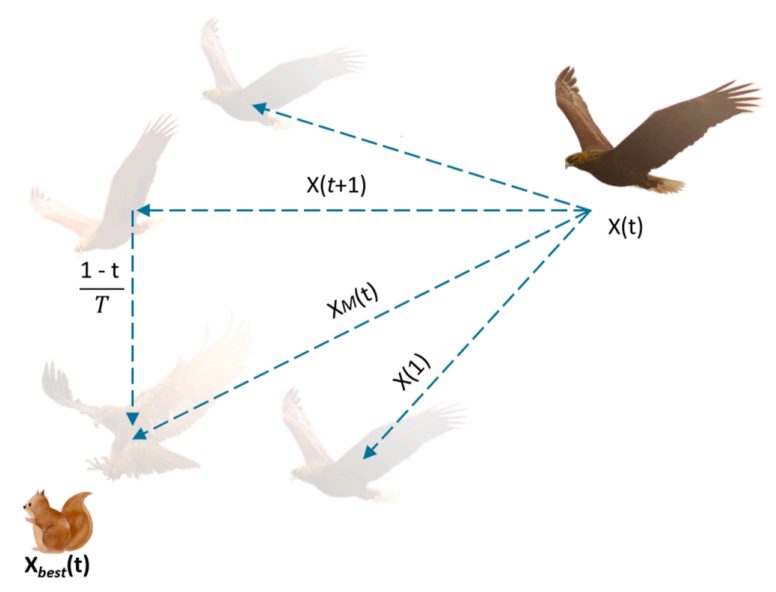 X(t+1)
X(t)
1 - t
T
XM(t)
X(1)
Xbest(t)